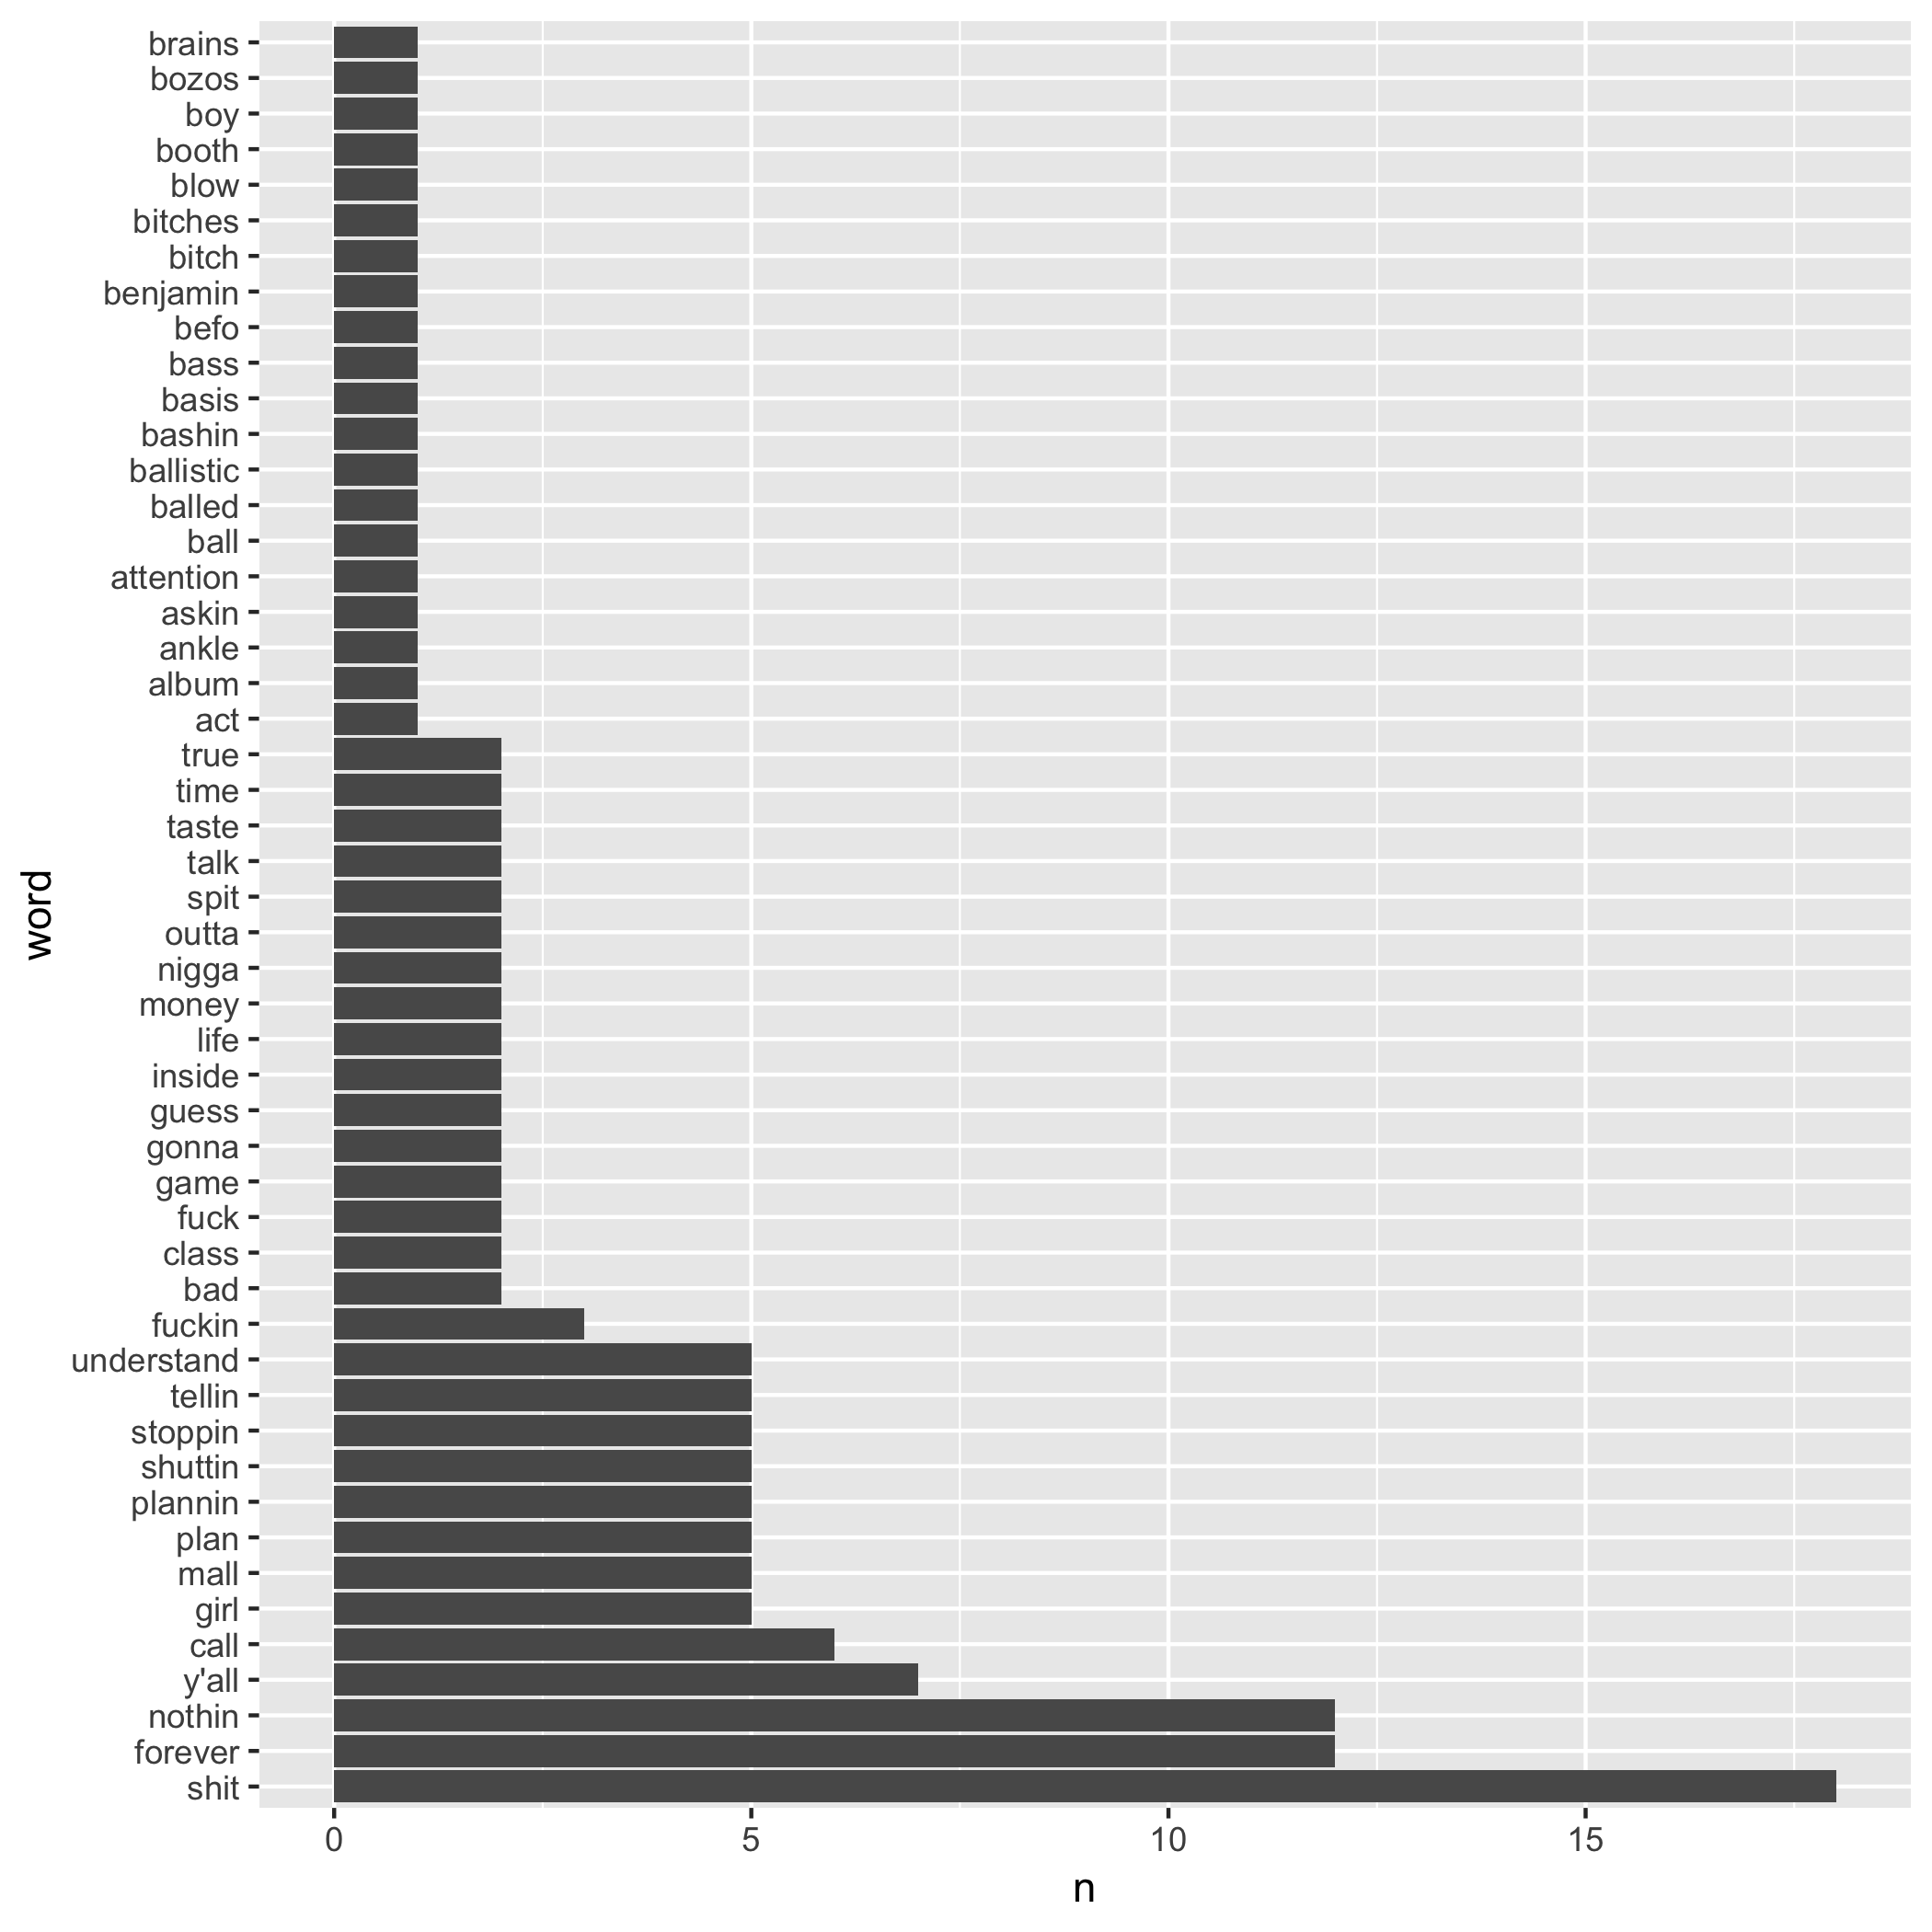 brains
bozos
boy
booth
blow
bitches
bitch
benjamin
befo
bass
basis
bashin
ballistic
balled
ball
attention
askin
ankle
album
act
true
time
taste
talk
spit
outta
nigga
money
life
inside
guess
gonna
game
fuck
class
bad
fuckin
understand
tellin
stoppin
shuttin
plannin
plan
mall
girl
call
y'all
nothin
forever
shit
word
0 5 10 15
n